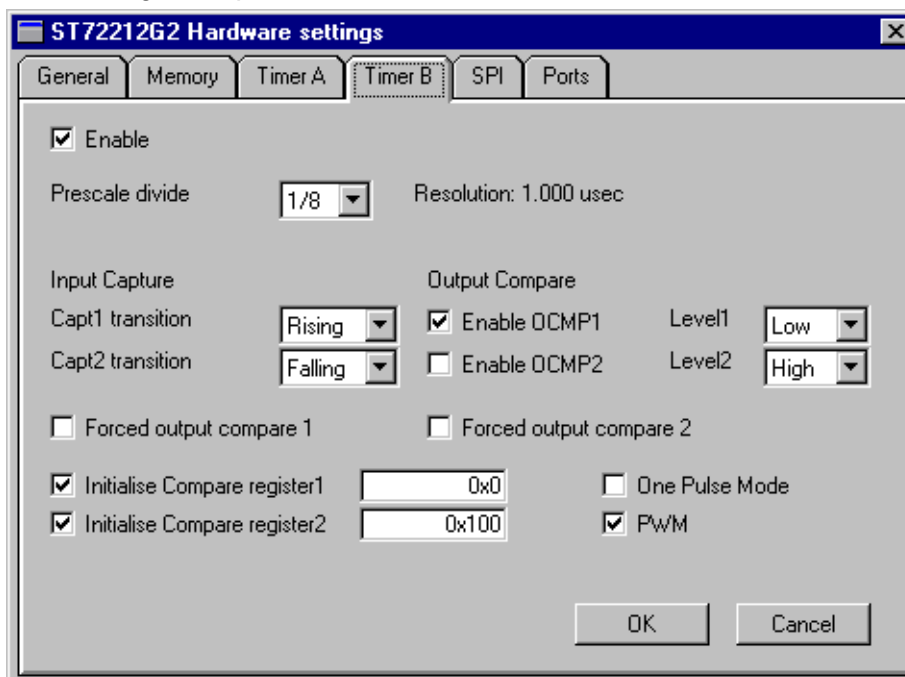 ST72212G2 Hardware settings
General Memory Timer A Timer B SPI Ports
Enable
Prescale divide 1/8 Resolution: 1.000 usec
Input Capture Output Compare
Capt1 transition Rising Enable OCMP1 Level1 Low
Capt2 transition Falling Enable OCMP2 Level2 High
Forced output compare 1 Forced output compare 2
Initialise Compare register1 0x0 One Pulse Mode
Initialise Compare register2 0x100 PWM
OK Cancel